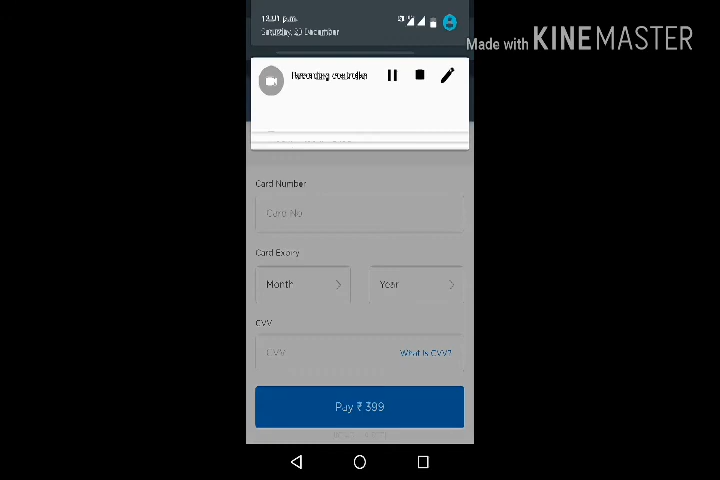 Saturday, 23 December
Made with KINEMASTER
Recording controller
Card Number
Card No
Card Expiry
Month
Year
CVV
CVV
What is CVV?
Pay ₹ 399